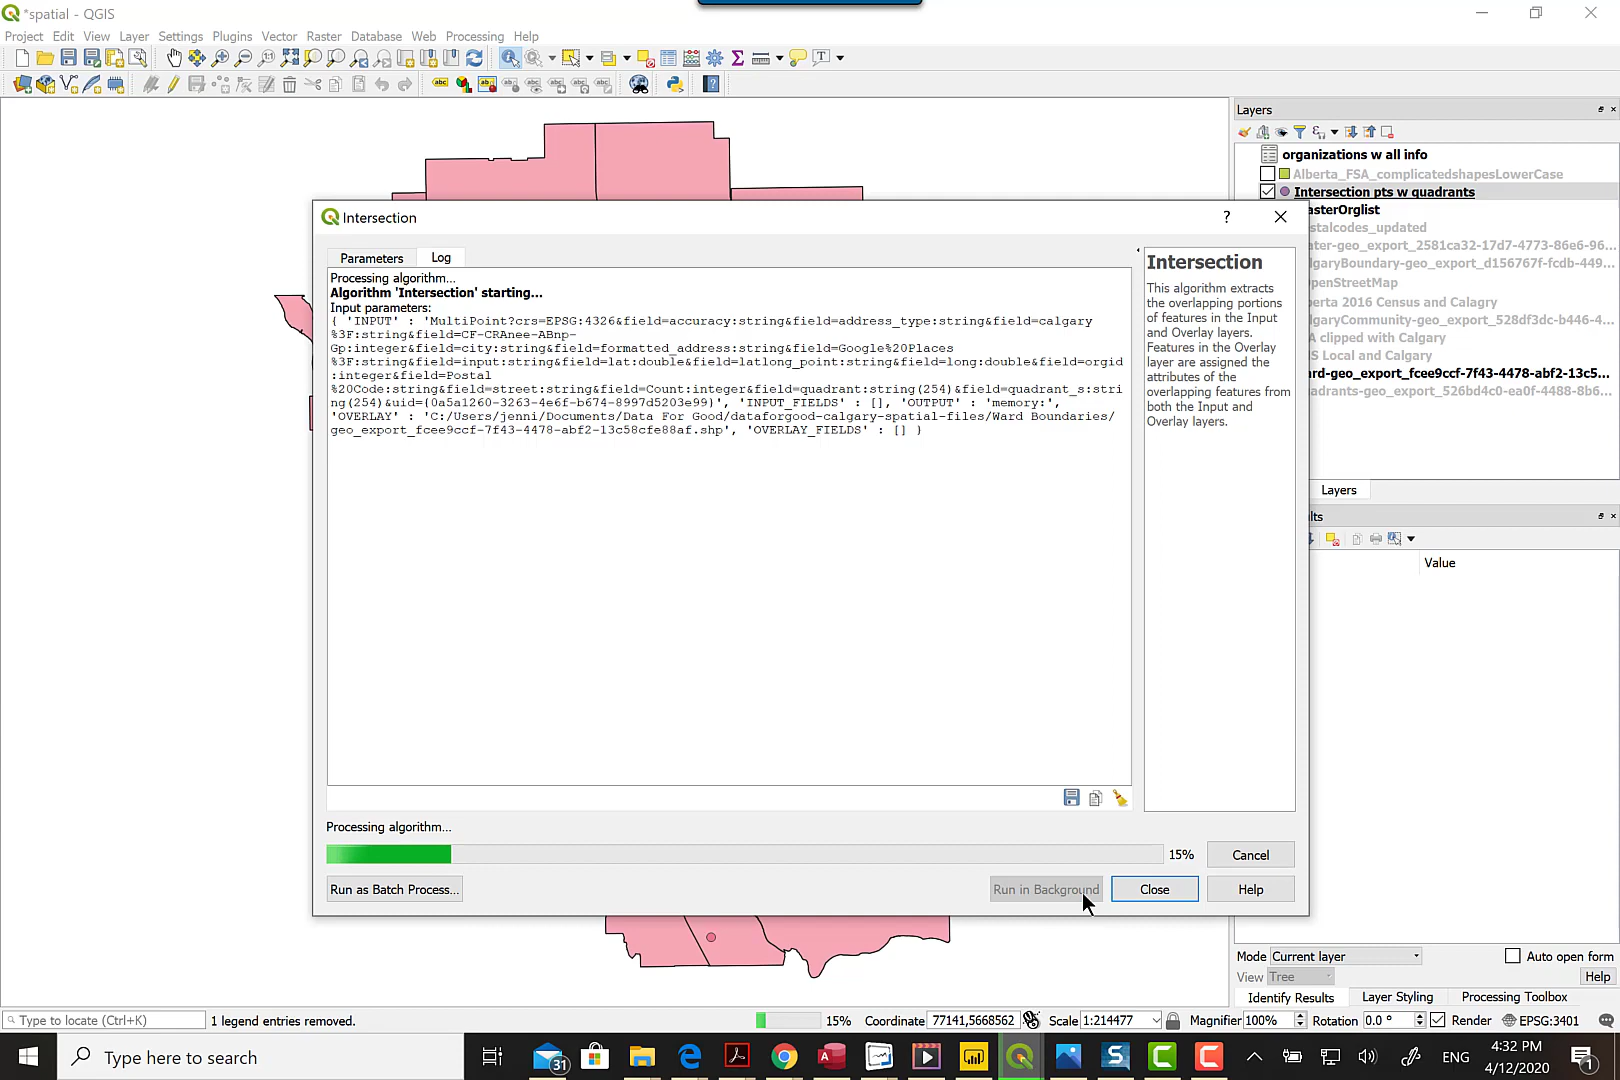 *spatial - QGIS
Project Edit View Layer Settings Plugins Vector Raster Database Web Processing Help
Layers
organizations w all info
Alberta_FSA_complicatedshapesLowerCase
Intersection pts w quadrants
asterOrglist
stalcodes_updated
ater-geo_export_2581ca32-17d7-4773-86e6-96...
algaryBoundary-geo_export_d156767f-fcdb-449...
penStreetMap
berta 2016 Census and Calagry
lgaryCommunity-geo_export_528df3dc-b446-4...
A clipped with Calgary
S Local and Calgary
ard-geo_export_fcee9ccf-7f43-4478-abf2-13c5...
adrants-geo_export_526bd4c0-ea0f-4488-8b6...
Layers
lts
Value
Intersection
? 
Parameters Log
Processing algorithm...
Algorithm 'Intersection' starting...
Input parameters:
{ 'INPUT' : 'MultiPoint?crs=EPSG:4326&field=accuracy:string&field=address_type:string&field=calgary
%3F:string&field=CF-CRAnee-ABnp-
Gp:integer&field=city:string&field=formatted_address:string&field=Google%20Places
%3F:string&field=input:string&field=lat:double&field=latlong_point:string&field=long:double&field=orgid
:integer&field=Postal
%20Code:string&field=street:string&field=Count:integer&field=quadrant:string(254)&field=quadrant_s:stri
ng(254)&uid={0a5a1260-3263-4e6f-b674-8997d5203e99}', 'INPUT_FIELDS' : [], 'OUTPUT' : 'memory:',
'OVERLAY' : 'C:/Users/jenni/Documents/Data For Good/dataforgood-calgary-spatial-files/Ward Boundaries/
geo_export_fcee9ccf-7f43-4478-abf2-13c58cfe88af.shp', 'OVERLAY_FIELDS' : [] }
Intersection
This algorithm extracts
the overlapping portions
of features in the Input
and Overlay layers.
Features in the Overlay
layer are assigned the
attributes of the
overlapping features from
both the Input and
Overlay layers.
Processing algorithm...
15% Cancel
Run as Batch Process... Run in Background Close Help
Mode Current layer Auto open form
View Tree Help
Identify Results Layer Styling Processing Toolbox
Type to locate (Ctrl+K) 1 legend entries removed. 15% Coordinate 77141,5668562 Scale 1:214477 Magnifier 100% Rotation 0.0 ° Render EPSG:3401
Type here to search
31
ENG
4:32 PM
4/12/2020
1